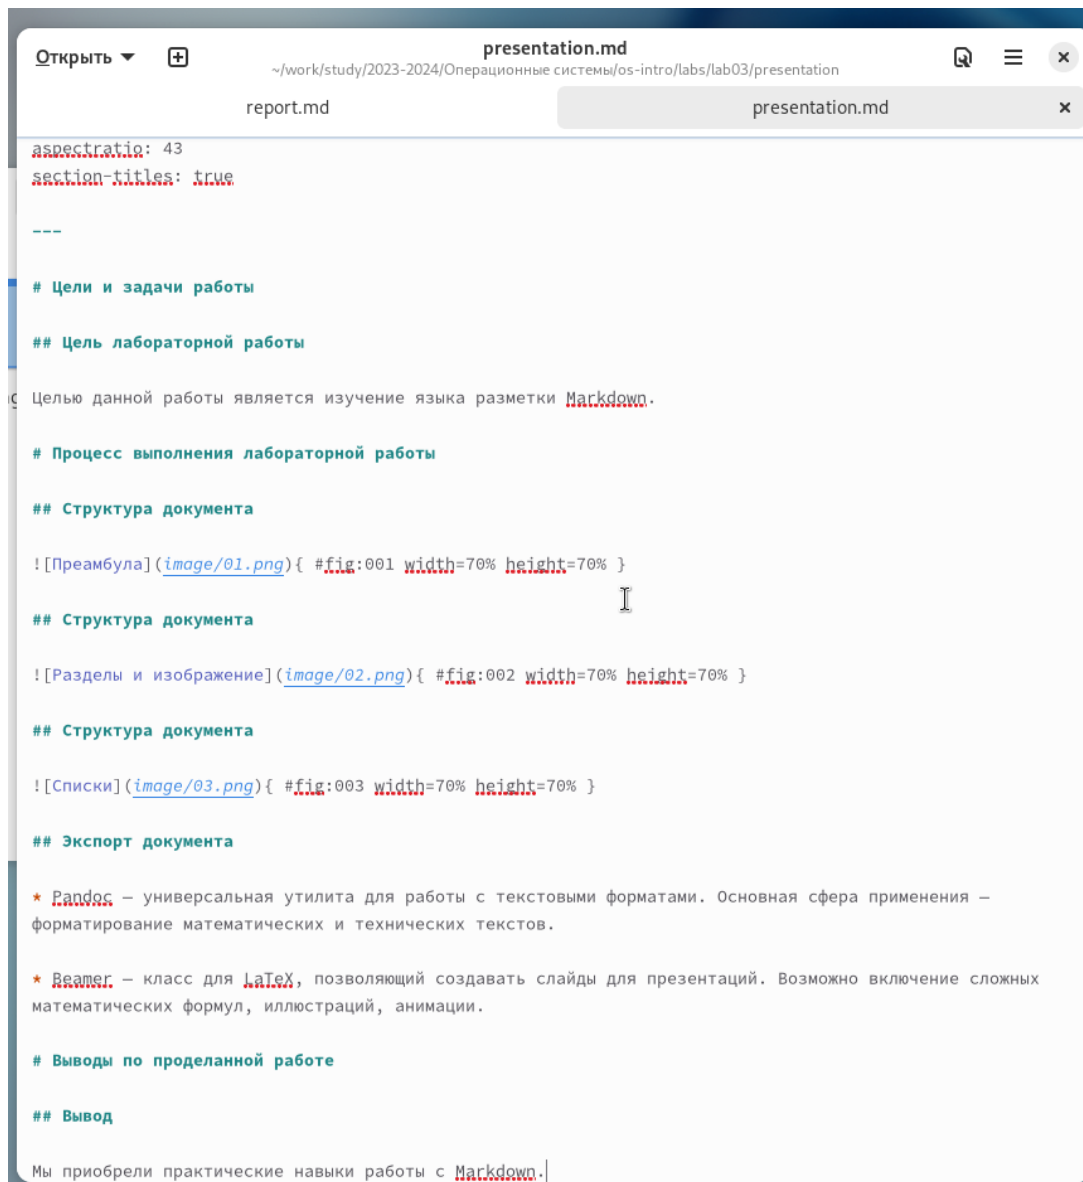 Открыть
presentation.md
~/work/study/2023-2024/Операционные системы/os-intro/labs/lab03/presentation
report.md
presentation.md
aspectratio: 43
section-titles: true
---
# Цели и задачи работы
## Цель лабораторной работы
Целью данной работы является изучение языка разметки Markdown.
# Процесс выполнения лабораторной работы
## Структура документа
![Преамбула](image/01.png){ #fig:001 width=70% height=70% }
## Структура документа
![Разделы и изображение](image/02.png){ #fig:002 width=70% height=70% }
## Структура документа
![Списки](image/03.png){ #fig:003 width=70% height=70% }
## Экспорт документа
* Pandoc — универсальная утилита для работы с текстовыми форматами. Основная сфера применения —
форматирование математических и технических текстов.
* Beamer — класс для LaTeX, позволяющий создавать слайды для презентаций. Возможно включение сложных
математических формул, иллюстраций, анимации.
# Выводы по проделанной работе
## Вывод
Мы приобрели практические навыки работы с Markdown.